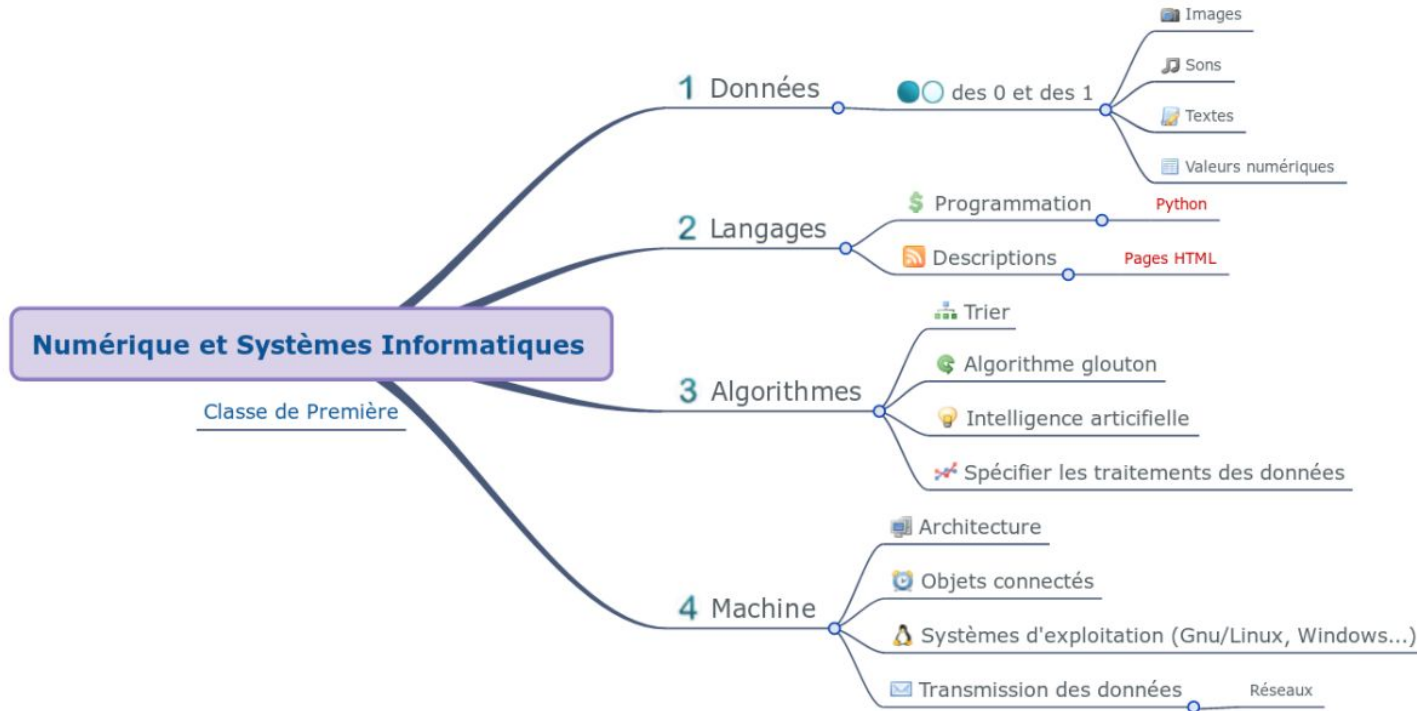 Numérique et Systèmes Informatiques
Classe de Première
1 Données
des 0 et des 1
Images
Sons
Textes
Valeurs numériques
2 Langages
Programmation
Python
Descriptions
Pages HTML
3 Algorithmes
Trier
Algorithme glouton
Intelligence articifielle
Spécifier les traitements des données
4 Machine
Architecture
Objets connectés
Systèmes d'exploitation (Gnu/Linux, Windows...)
Transmission des données
Réseaux